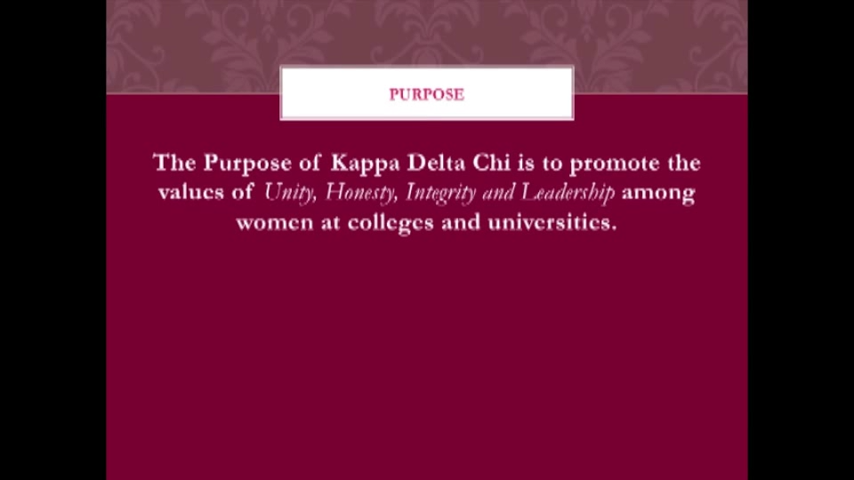 PURPOSE
The Purpose of Kappa Delta Chi is to promote the
values of Unity, Honesty, Integrity and Leadership among
women at colleges and universities.